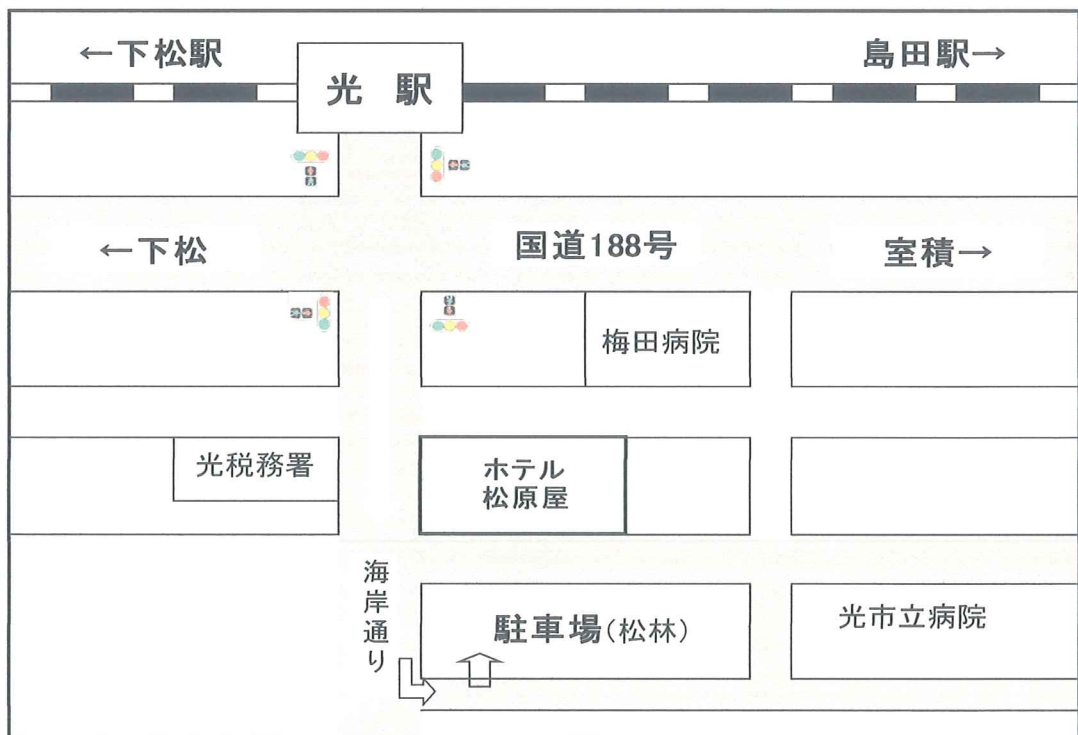 ←下松駅
島田駅→
光 駅
←下松
国道188号
室積→
梅田病院
光税務署
ホテル
松原屋
海岸通り
駐車場(松林)
光市立病院